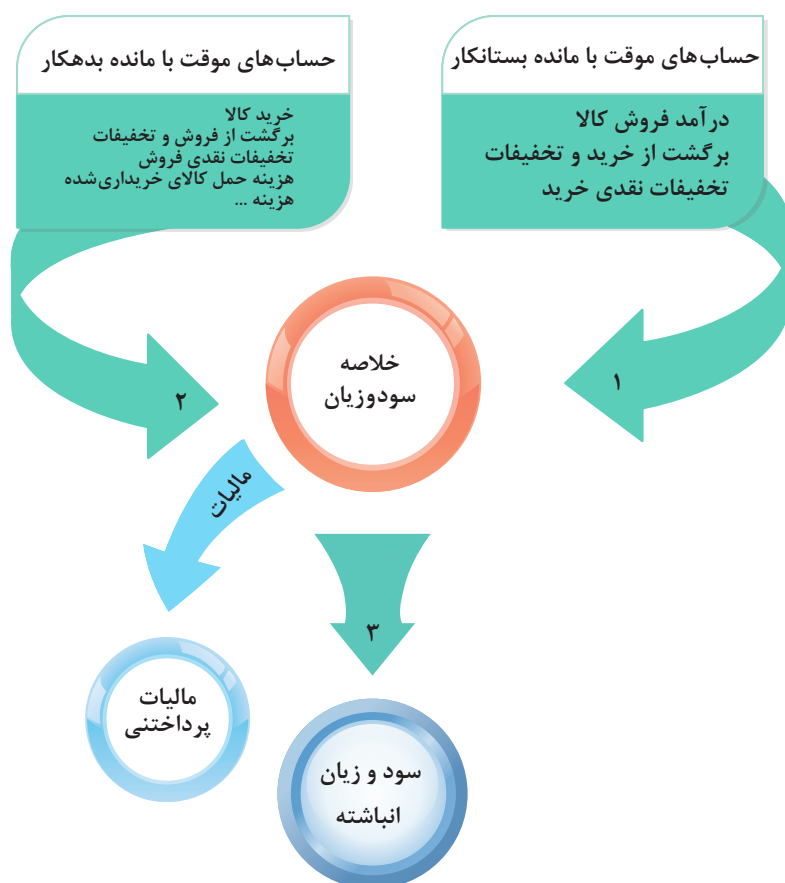 حساب‌های موقت با مانده بستانکار
درآمد فروش کالا
برگشت از خرید و تخفیفات
تخفیفات نقدی خرید
حساب‌های موقت با مانده بدهکار
خرید کالا
برگشت از فروش و تخفیفات
تخفیفات نقدی فروش
هزینه حمل کالای خریداری‌شده
هزینه ...
۱
خلاصه
سودوزیان
۲
مالیات
۳
مالیات
پرداختنی
سود و زیان
انباشته